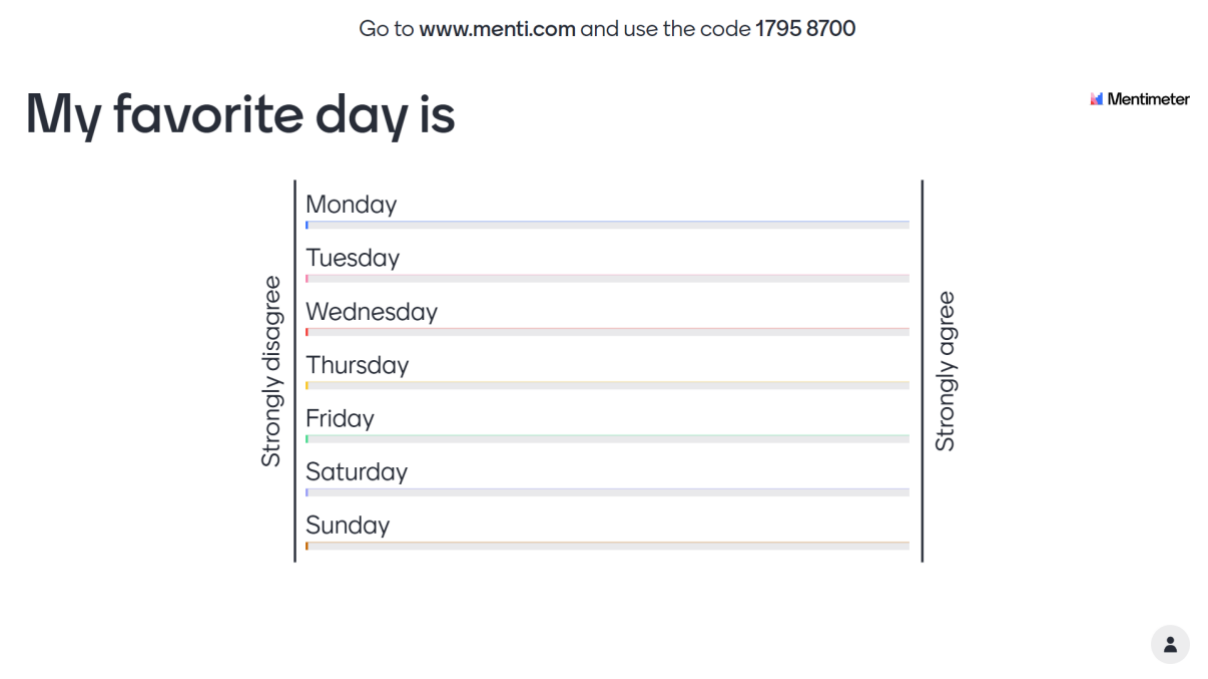 Go to www.menti.com and use the code 1795 8700
My favorite day is
Mentimeter
Strongly disagree
Monday
Tuesday
Wednesday
Thursday
Friday
Saturday
Sunday
Strongly agree